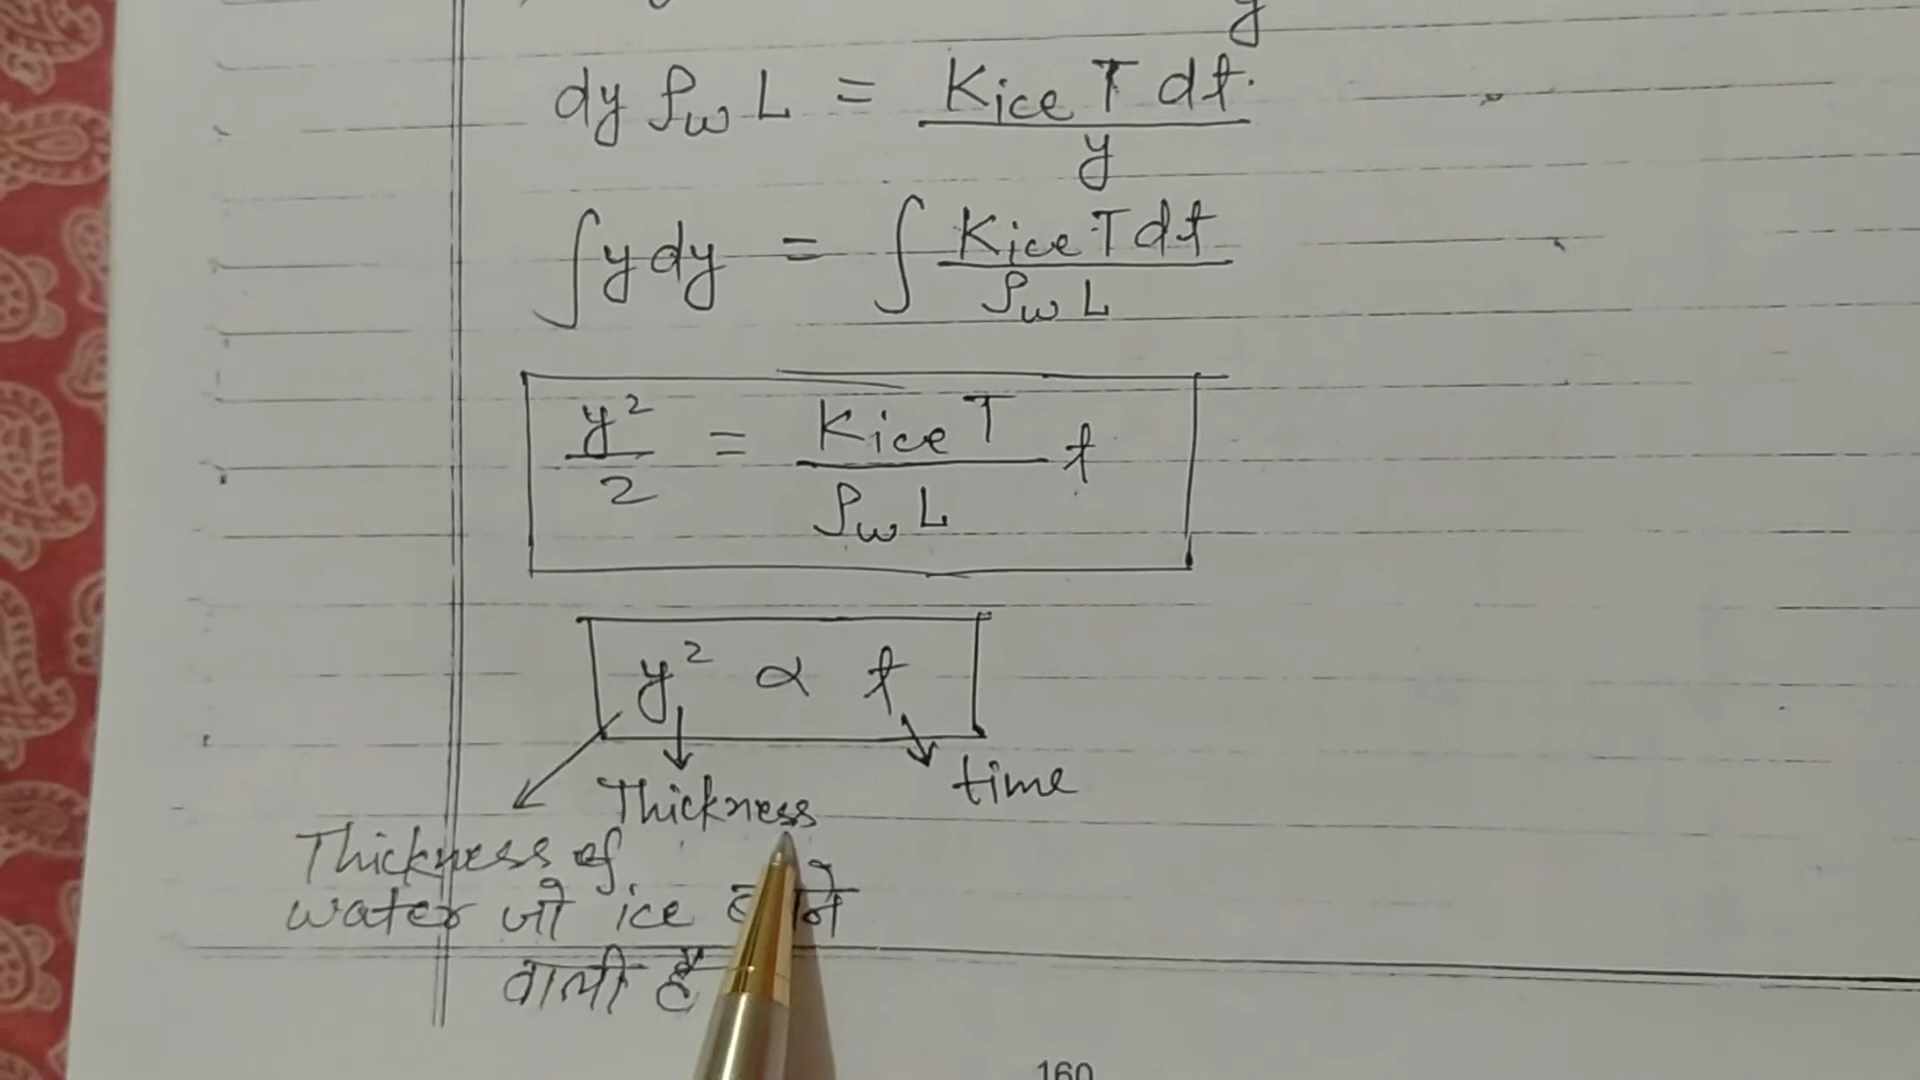 y
dy ρw L = Kice T dt / y
∫ y dy = ∫ Kice T dt / ρw L
y² / 2 = Kice T / ρw L t
y² ∝ t
Thickness
time
Thickness of
water जो ice
वाली है
160